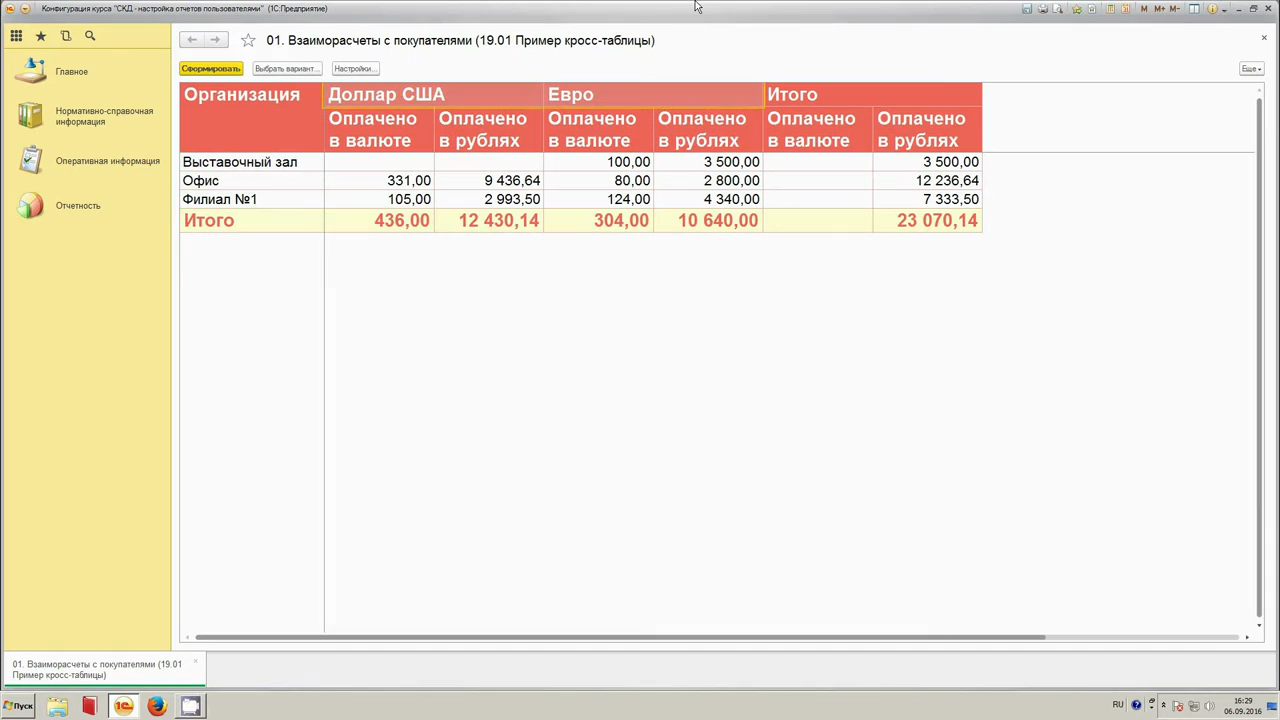 Конфигурация курса "СКД - настройка отчетов пользователями" (1С:Предприятие)
M M+ M-
01. Взаиморасчеты с покупателями (19.01 Пример кросс-таблицы)
Главное
Нормативно-справочная
информация
Оперативная информация
Отчетность
Сформировать Выбрать вариант... Настройки... Еще
Организация Доллар США Евро Итого
Оплачено Оплачено Оплачено Оплачено Оплачено Оплачено
в валюте в рублях в валюте в рублях в валюте в рублях
Выставочный зал 100,00 3 500,00 3 500,00
Офис 331,00 9 436,64 80,00 2 800,00 12 236,64
Филиал №1 105,00 2 993,50 124,00 4 340,00 7 333,50
Итого 436,00 12 430,14 304,00 10 640,00 23 070,14
01. Взаиморасчеты с покупателями (19.01
Пример кросс-таблицы)
Пуск
RU
16:29
06.09.2016